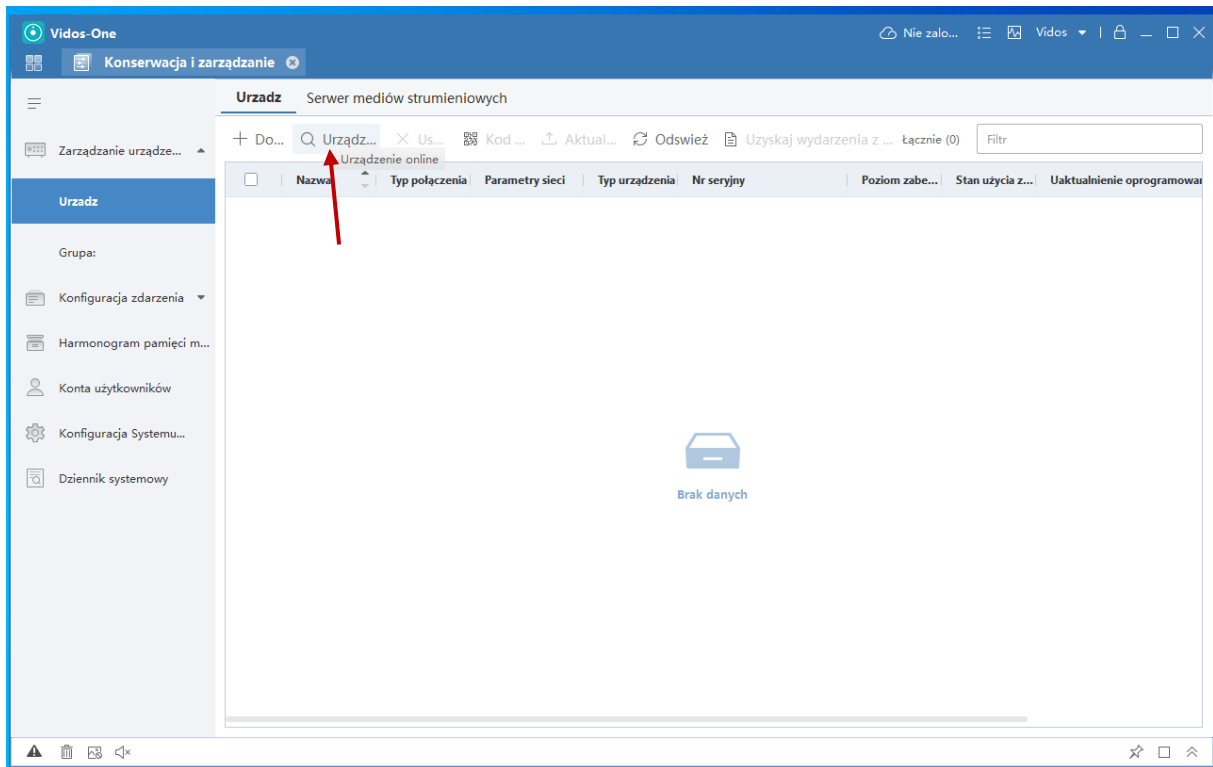 Vidos-One
Nie zalo...
Vidos
Konserwacja i zarządzanie
Urzadz
Serwer mediów strumieniowych
Zarządzanie urządze...
Do...
Urządz...
Us...
Kod ...
Aktual...
Odśwież
Uzyskaj wydarzenia z ...
Łącznie (0)
Filtr
Urządzenie online
Nazwa
Typ połączenia
Parametry sieci
Typ urządzenia
Nr seryjny
Poziom zabe...
Stan użycia z...
Uaktualnienie oprogramowar
Urzadz
Grupa:
Konfiguracja zdarzenia
Harmonogram pamięci m...
Konta użytkowników
Konfiguracja Systemu...
Dziennik systemowy
Brak danych